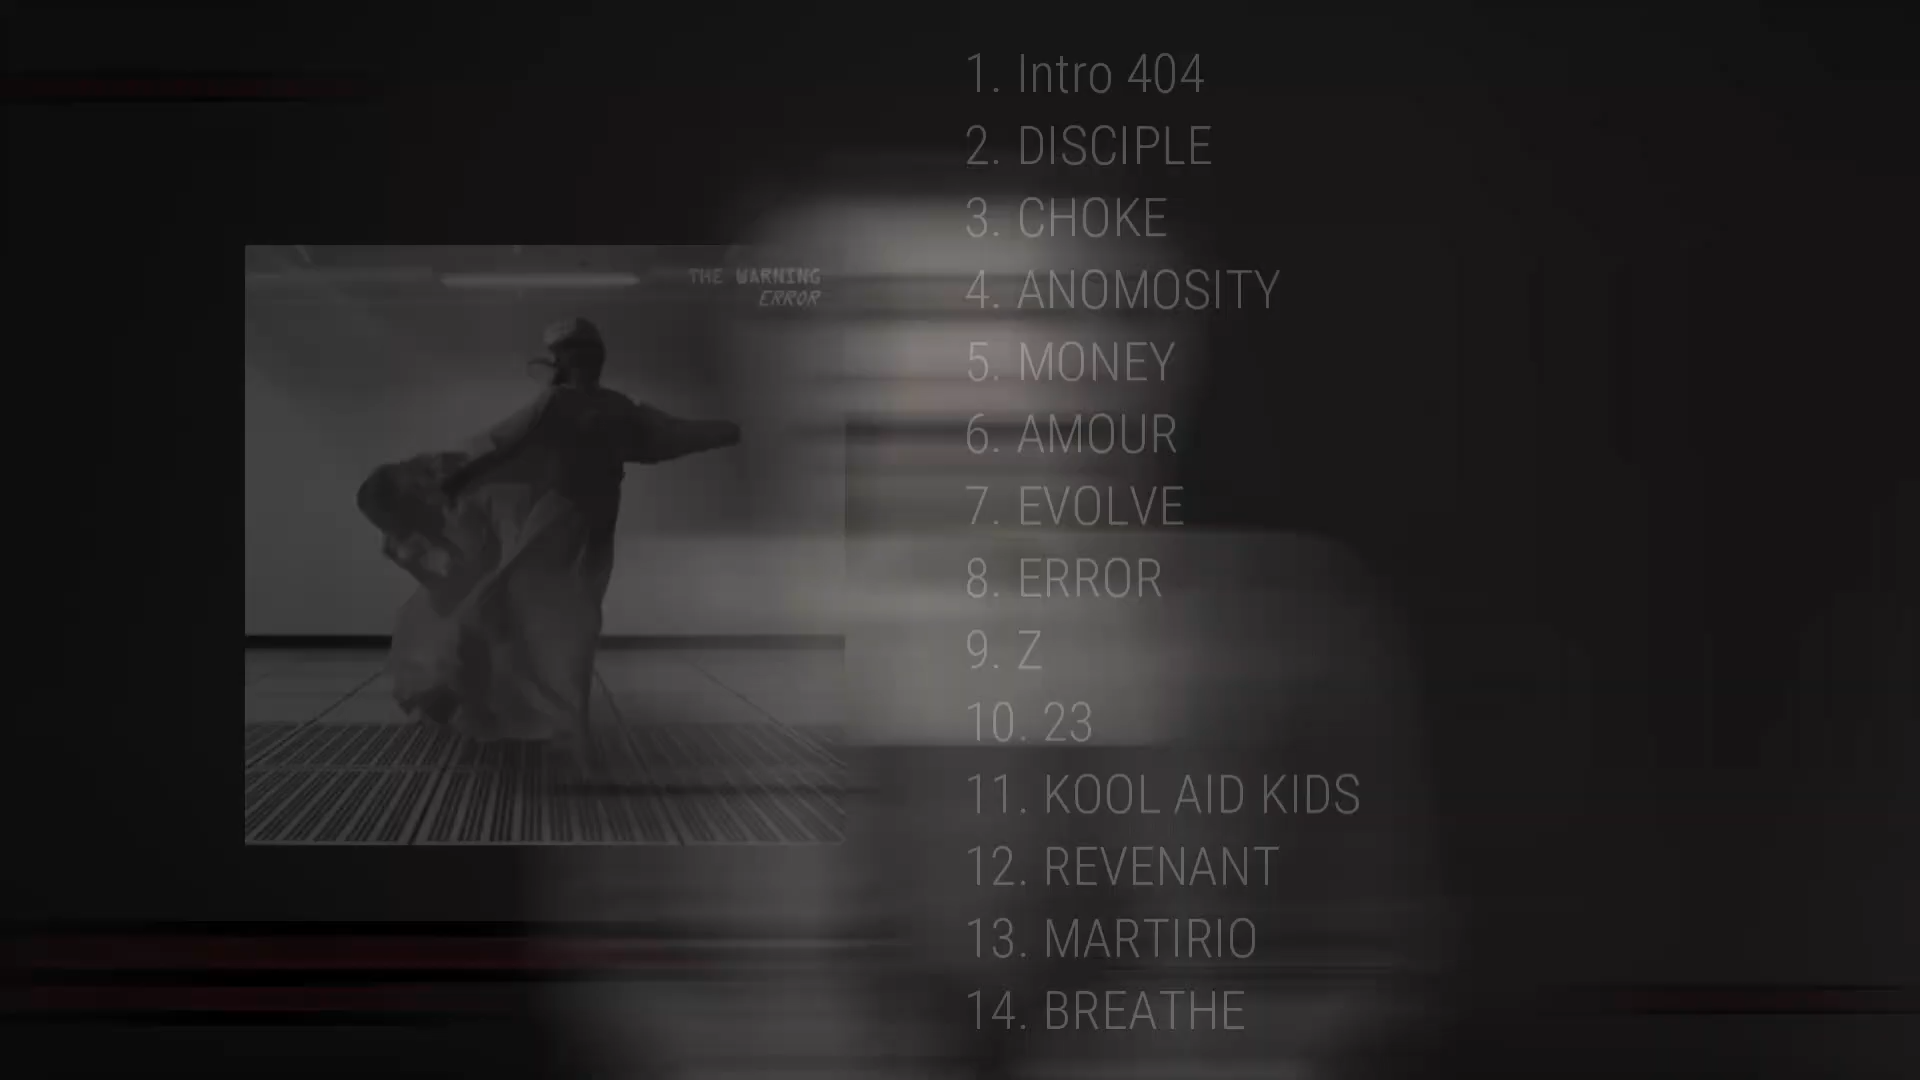 THE WARNING
ERROR
1. Intro 404
2. DISCIPLE
3. CHOKE
4. ANOMOSITY
5. MONEY
6. AMOUR
7. EVOLVE
8. ERROR
9. Z
10. 23
11. KOOL AID KIDS
12. REVENANT
13. MARTIRIO
14. BREATHE